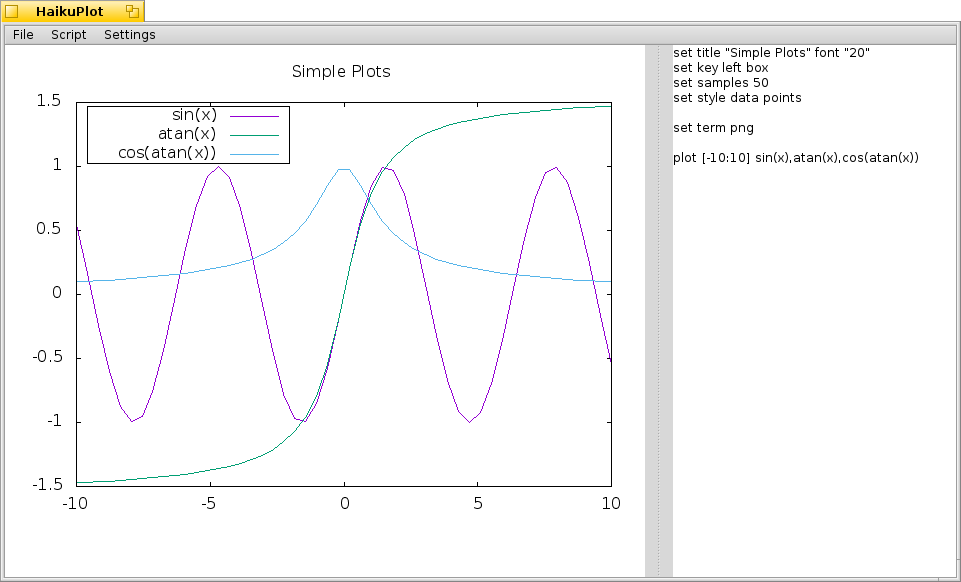 HaikuPlot
File Script Settings
Simple Plots
1.5
1
0.5
0
-0.5
-1
-1.5
-10 -5 0 5 10
sin(x)
atan(x)
cos(atan(x))
set title "Simple Plots" font "20"
set key left box
set samples 50
set style data points
set term png
plot [-10:10] sin(x),atan(x),cos(atan(x))